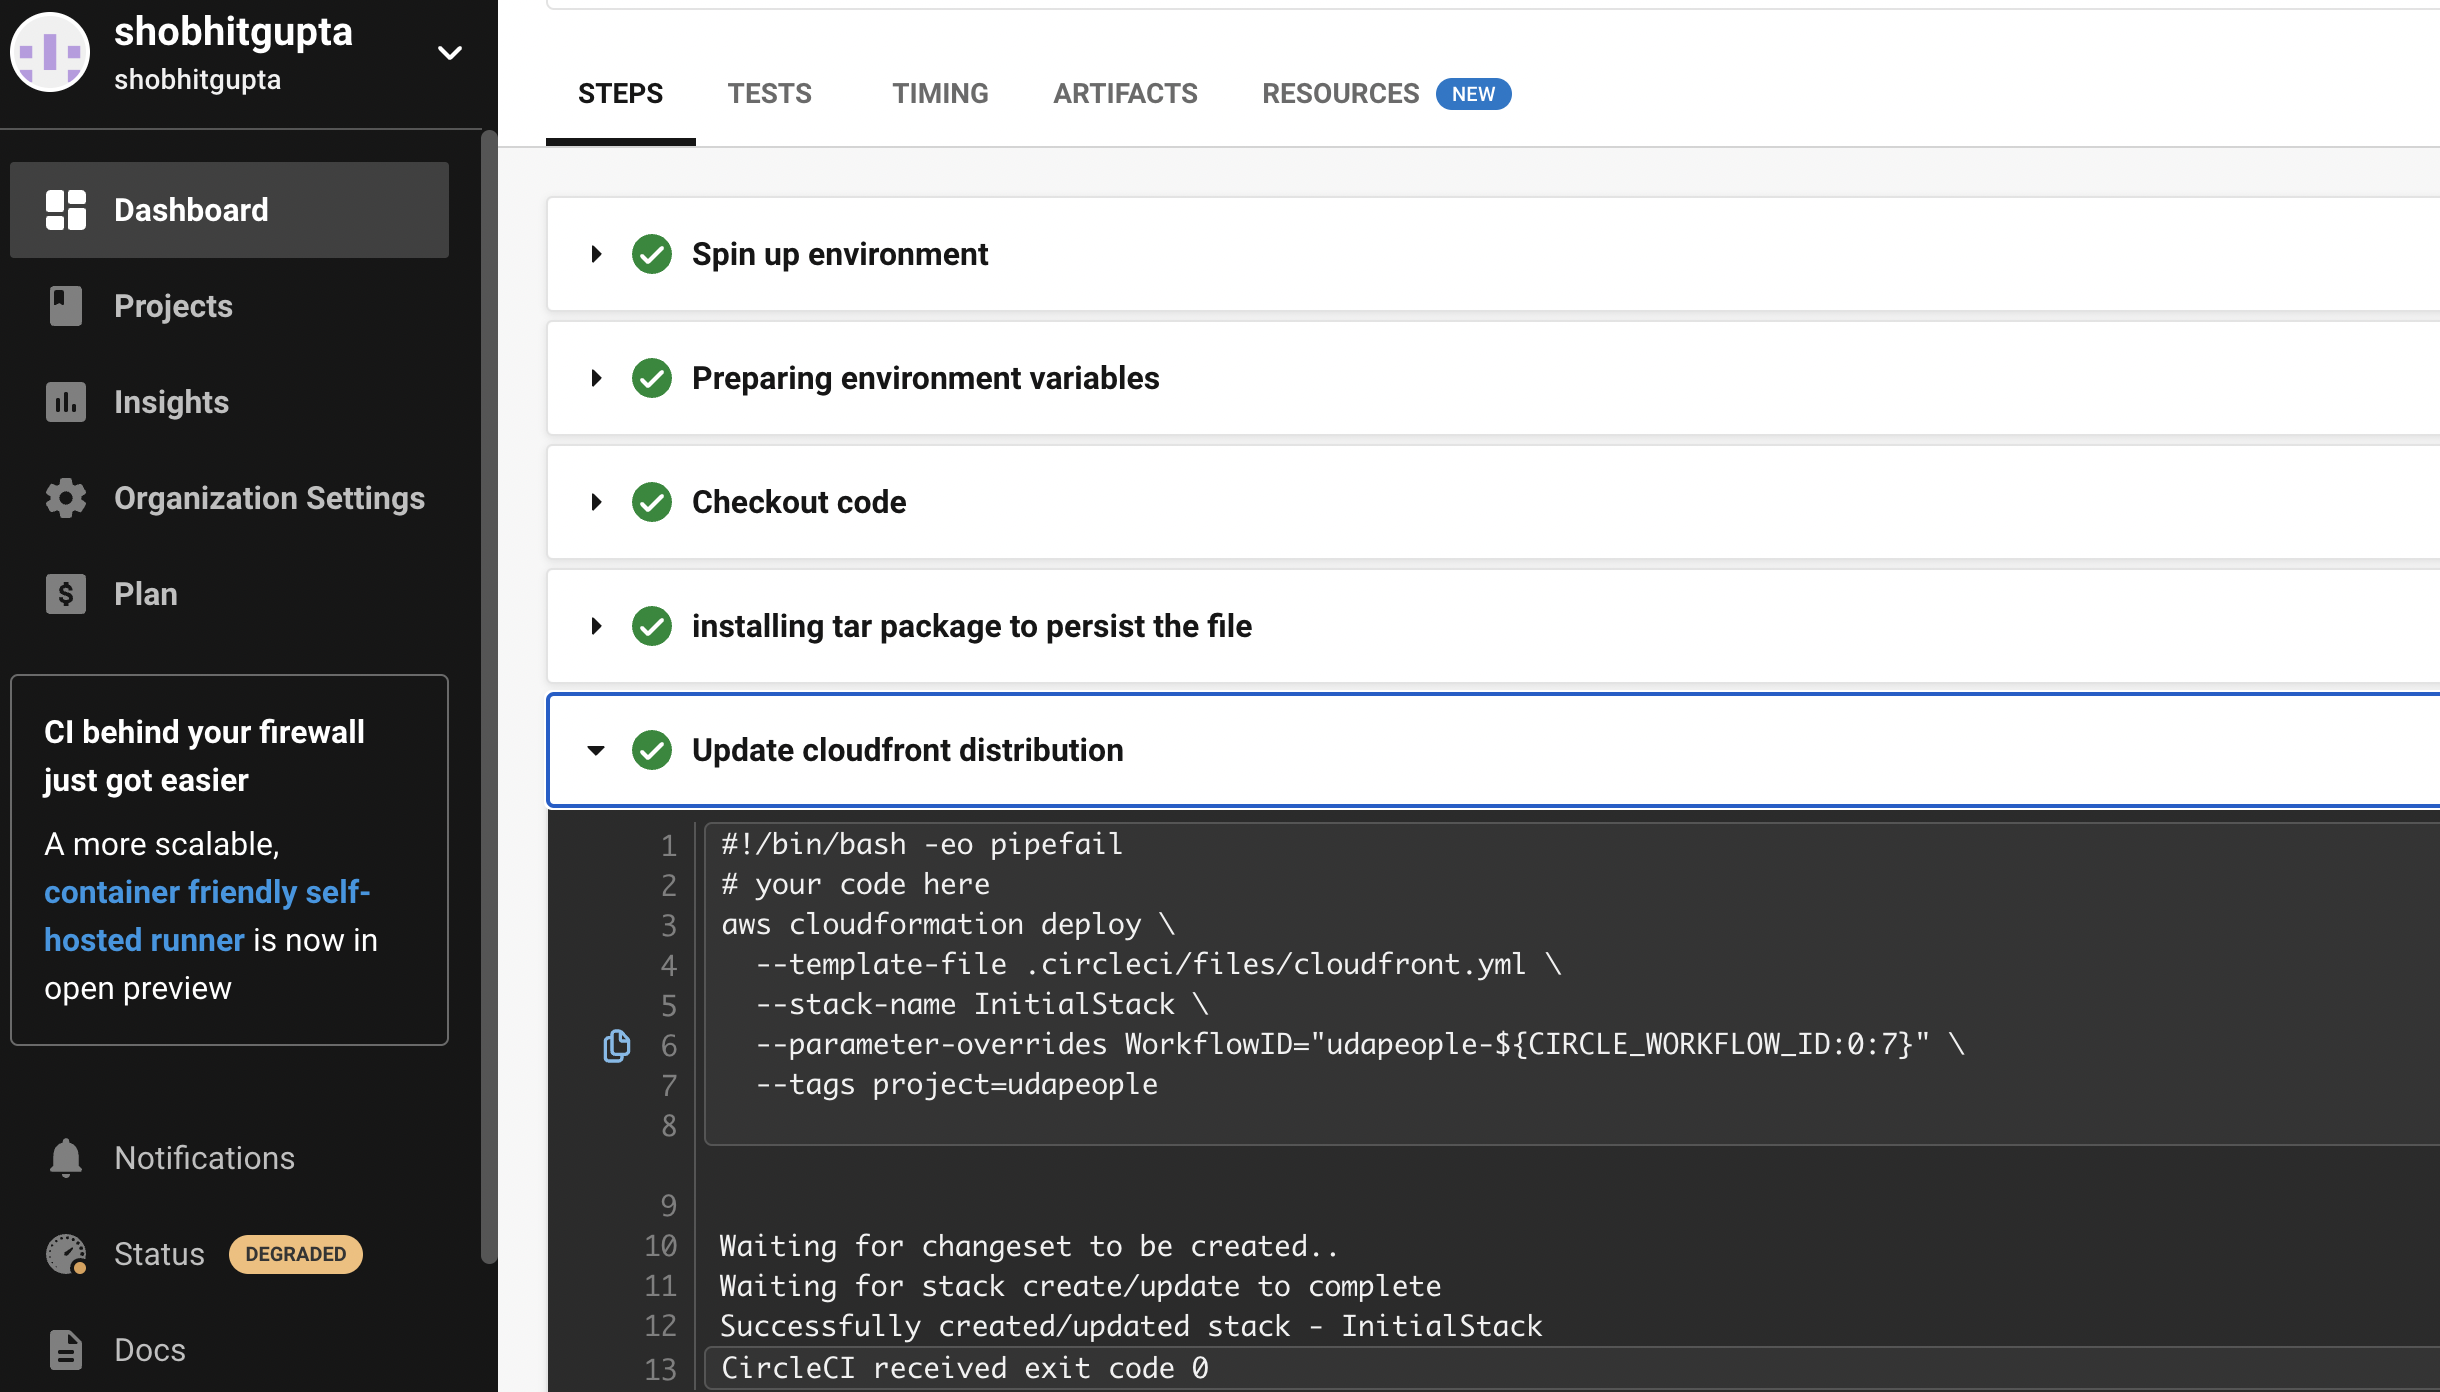 shobhitgupta
shobhitgupta
Dashboard
Projects
Insights
Organization Settings
Plan
CI behind your firewall
just got easier
A more scalable,
container friendly self-
hosted runner is now in
open preview
Notifications
Status DEGRADED
Docs
STEPS TESTS TIMING ARTIFACTS RESOURCES NEW
Spin up environment
Preparing environment variables
Checkout code
installing tar package to persist the file
Update cloudfront distribution
1 #!/bin/bash -eo pipefail
2 # your code here
3 aws cloudformation deploy \
4   --template-file .circleci/files/cloudfront.yml \
5   --stack-name InitialStack \
6   --parameter-overrides WorkflowID="udapeople-${CIRCLE_WORKFLOW_ID:0:7}" \
7   --tags project=udapeople
8
9
10 Waiting for changeset to be created..
11 Waiting for stack create/update to complete
12 Successfully created/updated stack - InitialStack
13 CircleCI received exit code 0